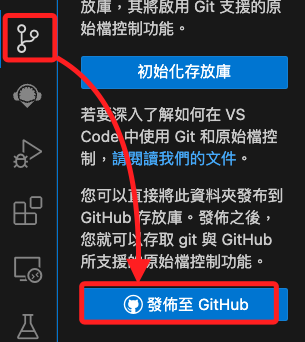 放庫，其將啟用 Git 支援的原
始檔控制功能。
初始化存放庫
若要深入了解如何在 VS
Code 中使用 Git 和原始檔控
制，請閱讀我們的文件。
您可以直接將此資料夾發布到
GitHub 存放庫。發佈之後，
您就可以存取 git 與 GitHub
所支援的原始檔控制功能。
發佈至 GitHub